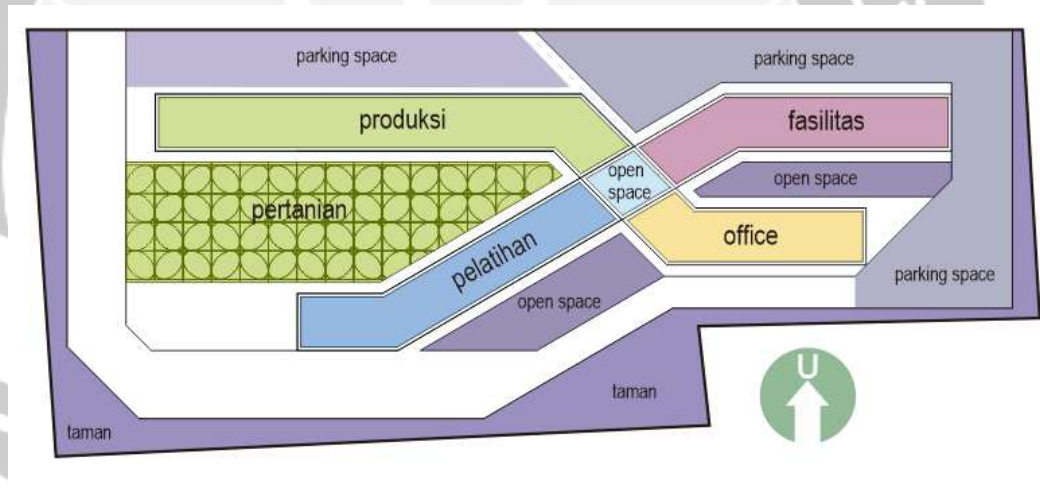 parking space
parking space
produksi
fasilitas
open
space
open space
pertanian
office
pelatihan
parking space
open space
taman
taman
U